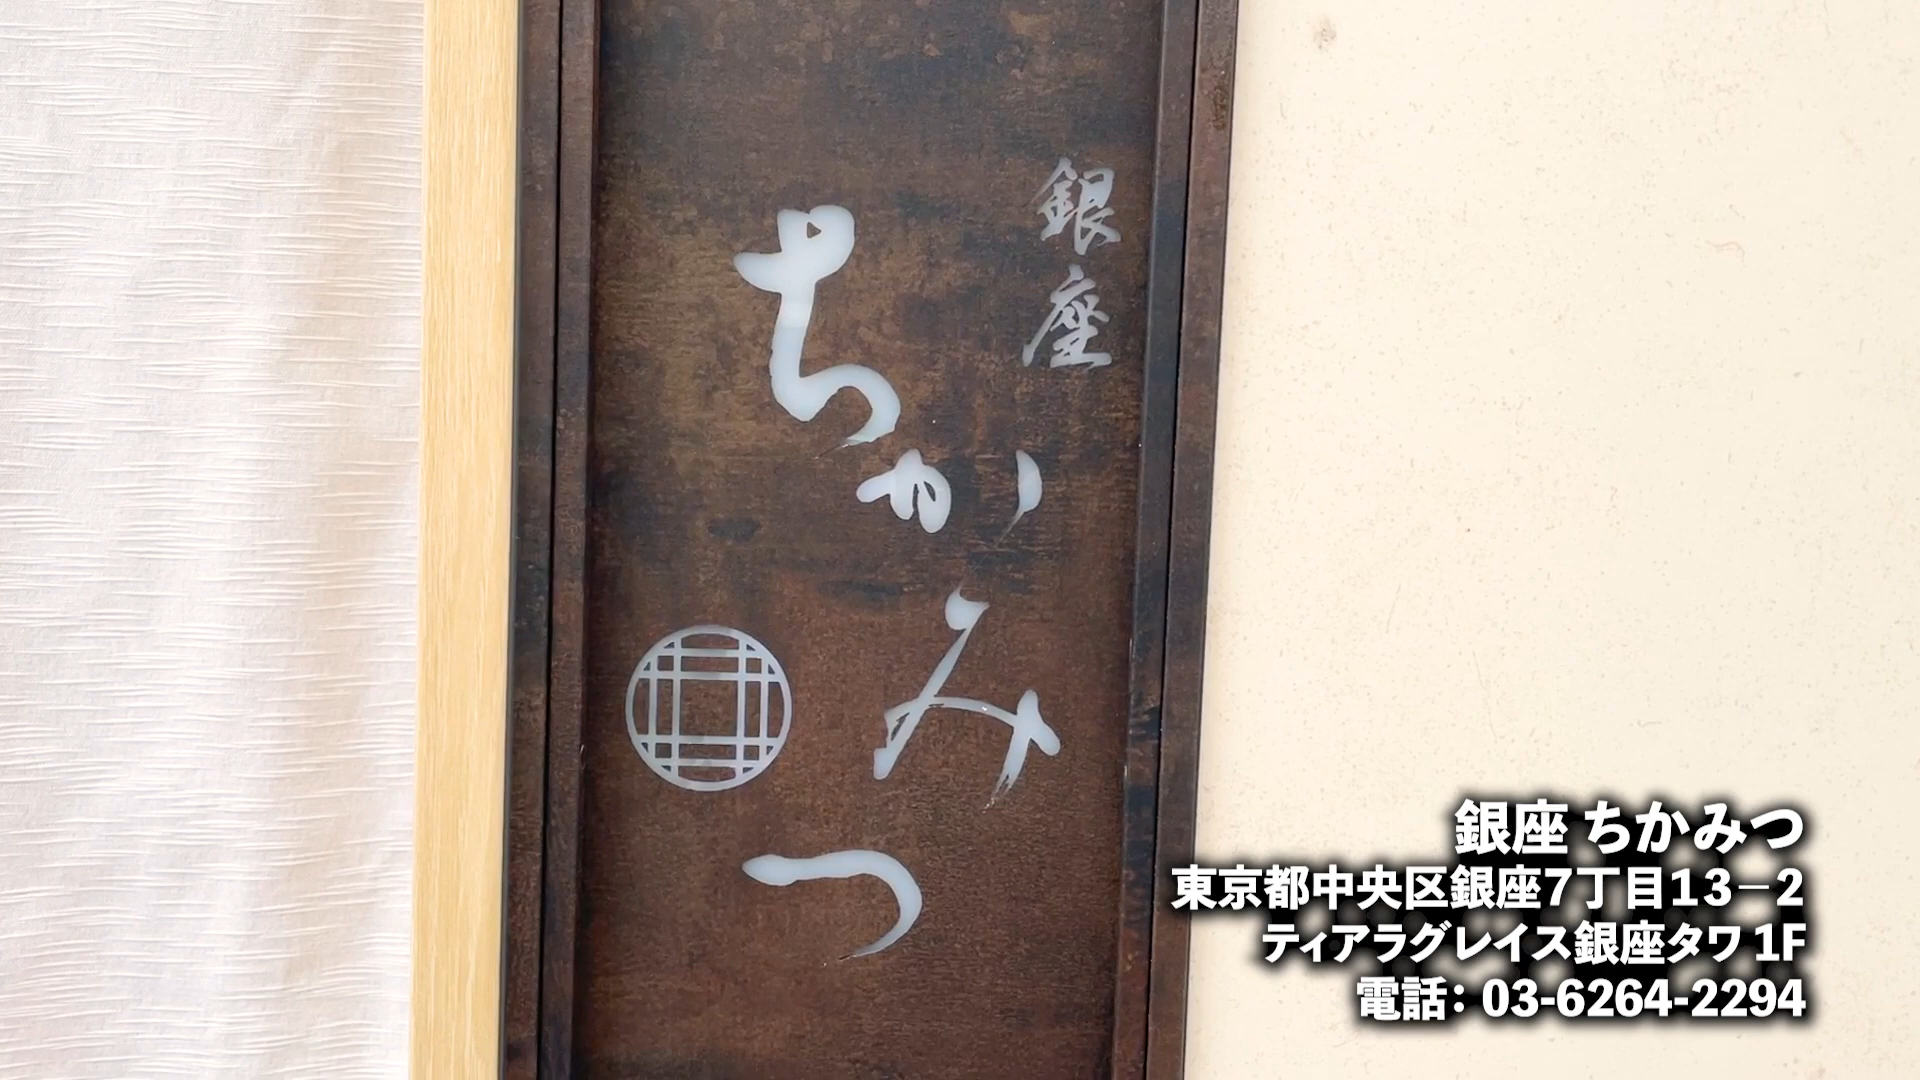 銀座
ちかみつ
銀座 ちかみつ
東京都中央区銀座7丁目13−2
ティアラグレイス銀座タワ 1F
電話：03-6264-2294